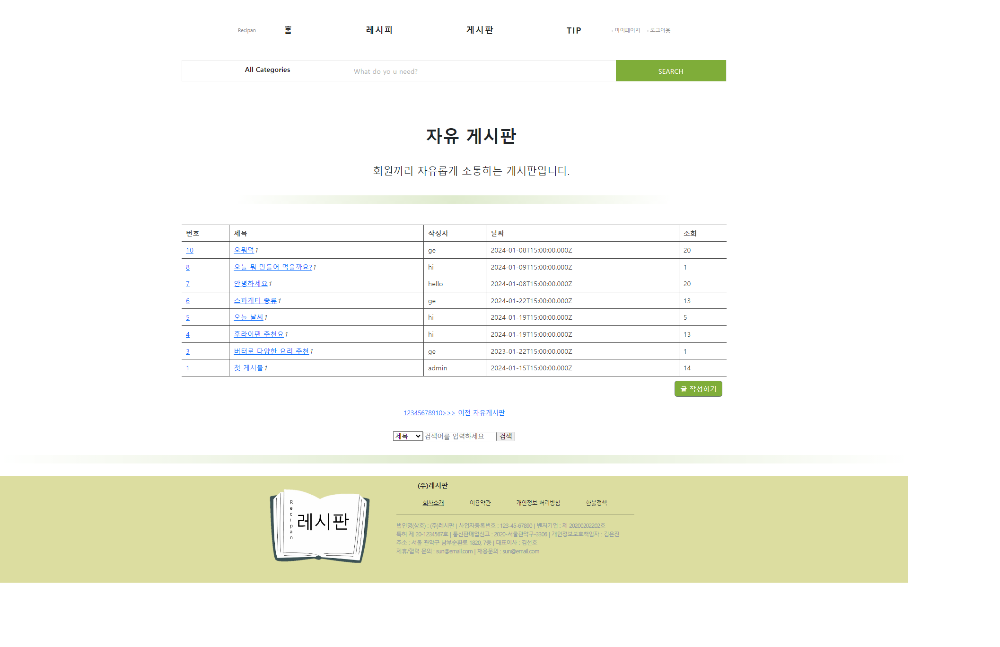 Recipan 홈 레시피 게시판 TIP 마이페이지 로그아웃
All Categories What do yo u need? SEARCH
자유 게시판
회원끼리 자유롭게 소통하는 게시판입니다.
번호 제목 작성자 날짜 조회
10 오뭐먹 1 ge 2024-01-08T15:00:00.000Z 20
8 오늘 뭐 만들어 먹을까요? 1 hi 2024-01-09T15:00:00.000Z 1
7 안녕하세요 1 hello 2024-01-08T15:00:00.000Z 20
6 스파게티 종류 1 ge 2024-01-22T15:00:00.000Z 13
5 오늘 날씨 1 hi 2024-01-19T15:00:00.000Z 5
4 후라이팬 추천요 1 hi 2024-01-19T15:00:00.000Z 13
3 버터로 다양한 요리 추천 1 ge 2023-01-22T15:00:00.000Z 1
1 첫 게시물 1 admin 2024-01-15T15:00:00.000Z 14
글 작성하기
12345678910>>> 이전 자유게시판
제목 검색어를 입력하세요 검색
Recipan
레시판
(주)레시판
회사소개 이용약관 개인정보 처리방침 환불정책
법인명(상호) : (주)레시판 | 사업자등록번호 : 123-45-67890 | 벤처기업 : 제 20200202202호
특허 제 20-1234567호 | 통신판매업신고 : 2020-서울관악구-3306 | 개인정보보호책임자 : 김은진
주소 : 서울 관악구 남부순환로 1820, 7층 | 대표이사 : 김선호
제휴/협력 문의 : sun@email.com | 채용문의 : sun@email.com